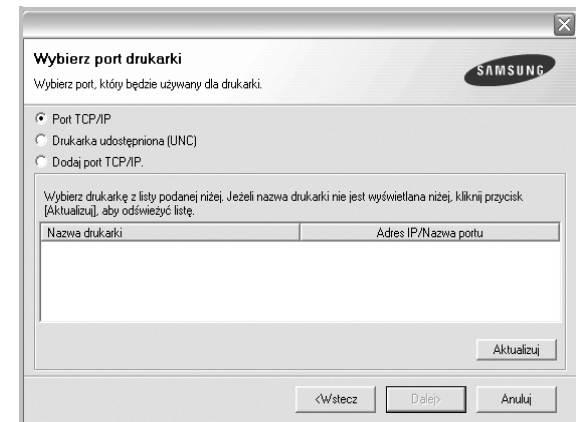 Wybierz port drukarki
Wybierz port, który będzie używany dla drukarki.
SAMSUNG
Port TCP/IP
Drukarka udostępniona (UNC)
Dodaj port TCP/IP.
Wybierz drukarkę z listy podanej niżej. Jeżeli nazwa drukarki nie jest wyświetlana niżej, kliknij przycisk
[Aktualizuj], aby odświeżyć listę.
Nazwa drukarki Adres IP/Nazwa portu
Aktualizuj
<Wstecz Dalej> Anuluj